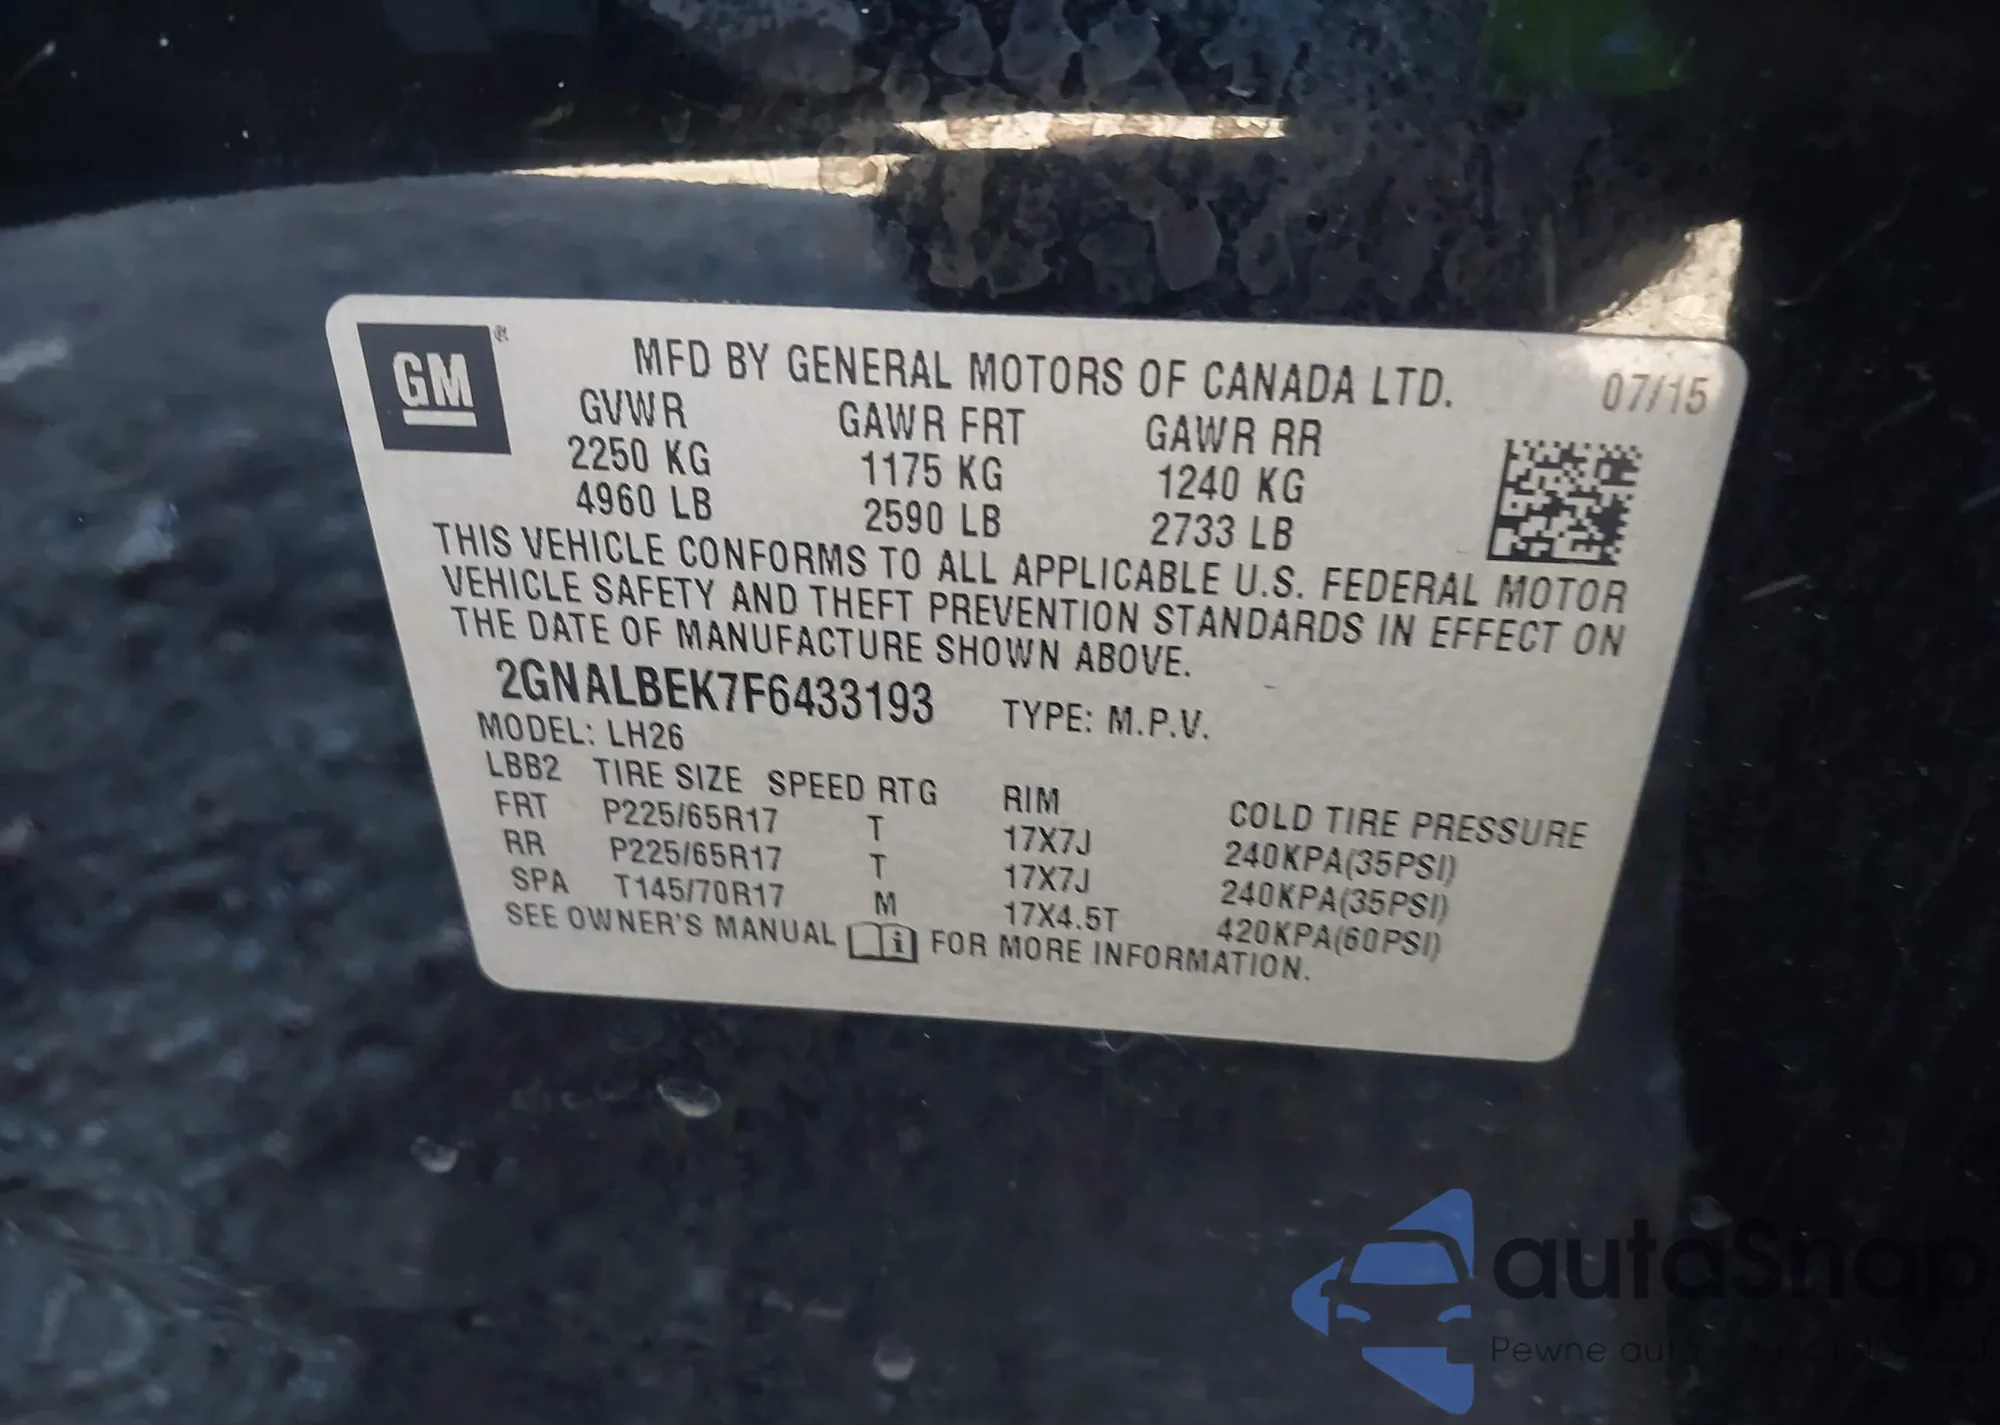 GM ®
MFD BY GENERAL MOTORS OF CANADA LTD. 07/15
GVWR GAWR FRT GAWR RR
2250 KG 1175 KG 1240 KG
4960 LB 2590 LB 2733 LB
THIS VEHICLE CONFORMS TO ALL APPLICABLE U.S. FEDERAL MOTOR
VEHICLE SAFETY AND THEFT PREVENTION STANDARDS IN EFFECT ON
THE DATE OF MANUFACTURE SHOWN ABOVE.
2GNALBEK7F6433193 TYPE: M.P.V.
MODEL: LH26
LBB2 TIRE SIZE SPEED RTG RIM COLD TIRE PRESSURE
FRT P225/65R17 T 17X7J 240KPA(35PSI)
RR P225/65R17 T 17X7J 240KPA(35PSI)
SPA T145/70R17 M 17X4.5T 420KPA(60PSI)
SEE OWNER'S MANUAL i FOR MORE INFORMATION.
autaSnap
Pewne